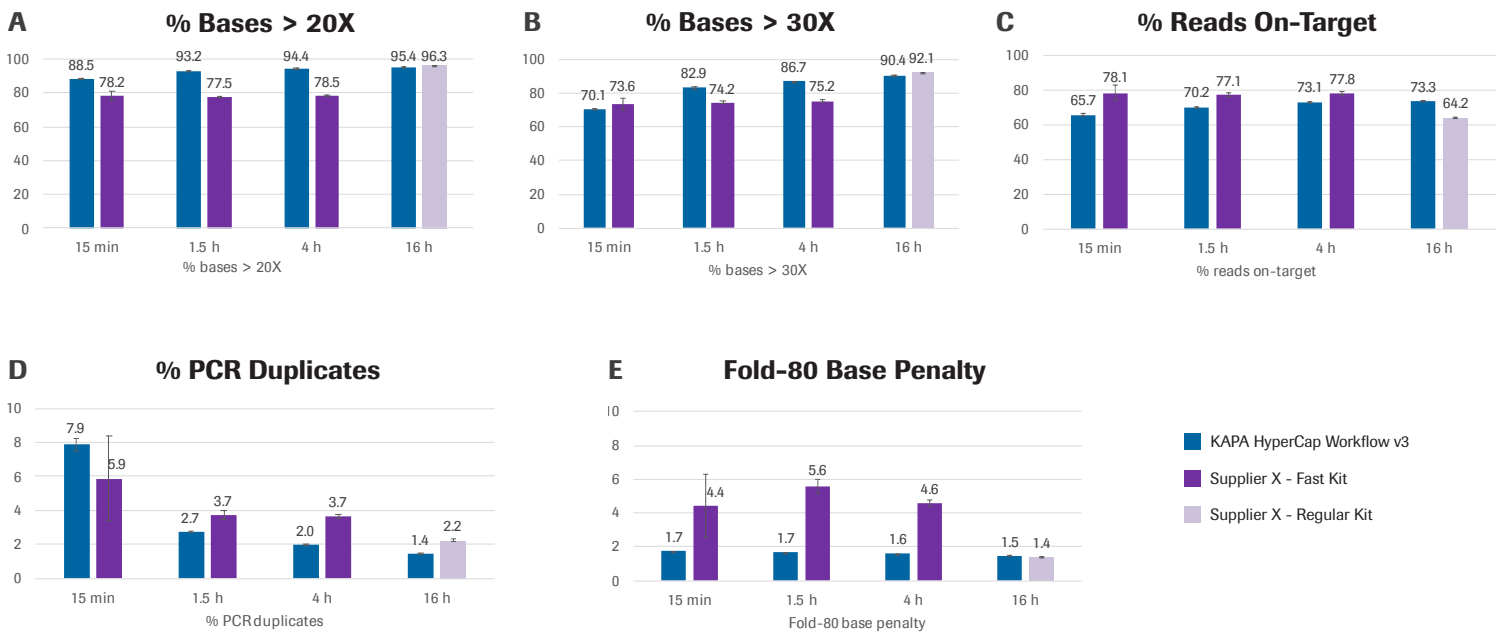 A % Bases > 20X
100
80
60
40
20
0
88.5 78.2 93.2 77.5 94.4 78.5 95.4 96.3
15 min 1.5 h 4 h 16 h
% bases > 20X
B % Bases > 30X
100
80
60
40
20
0
70.1 73.6 82.9 74.2 86.7 75.2 90.4 92.1
15 min 1.5 h 4 h 16 h
% bases > 30X
C % Reads On-Target
100
80
60
40
20
0
65.7 78.1 70.2 77.1 73.1 77.8 73.3 64.2
15 min 1.5 h 4 h 16 h
% reads on-target
D % PCR Duplicates
10
8
6
4
2
0
7.9 5.9 2.7 3.7 2.0 3.7 1.4 2.2
15 min 1.5 h 4 h 16 h
% PCR duplicates
E Fold-80 Base Penalty
10
8
6
4
2
0
1.7 4.4 1.7 5.6 1.6 4.6 1.5 1.4
15 min 1.5 h 4 h 16 h
Fold-80 base penalty
KAPA HyperCap Workflow v3
Supplier X - Fast Kit
Supplier X - Regular Kit